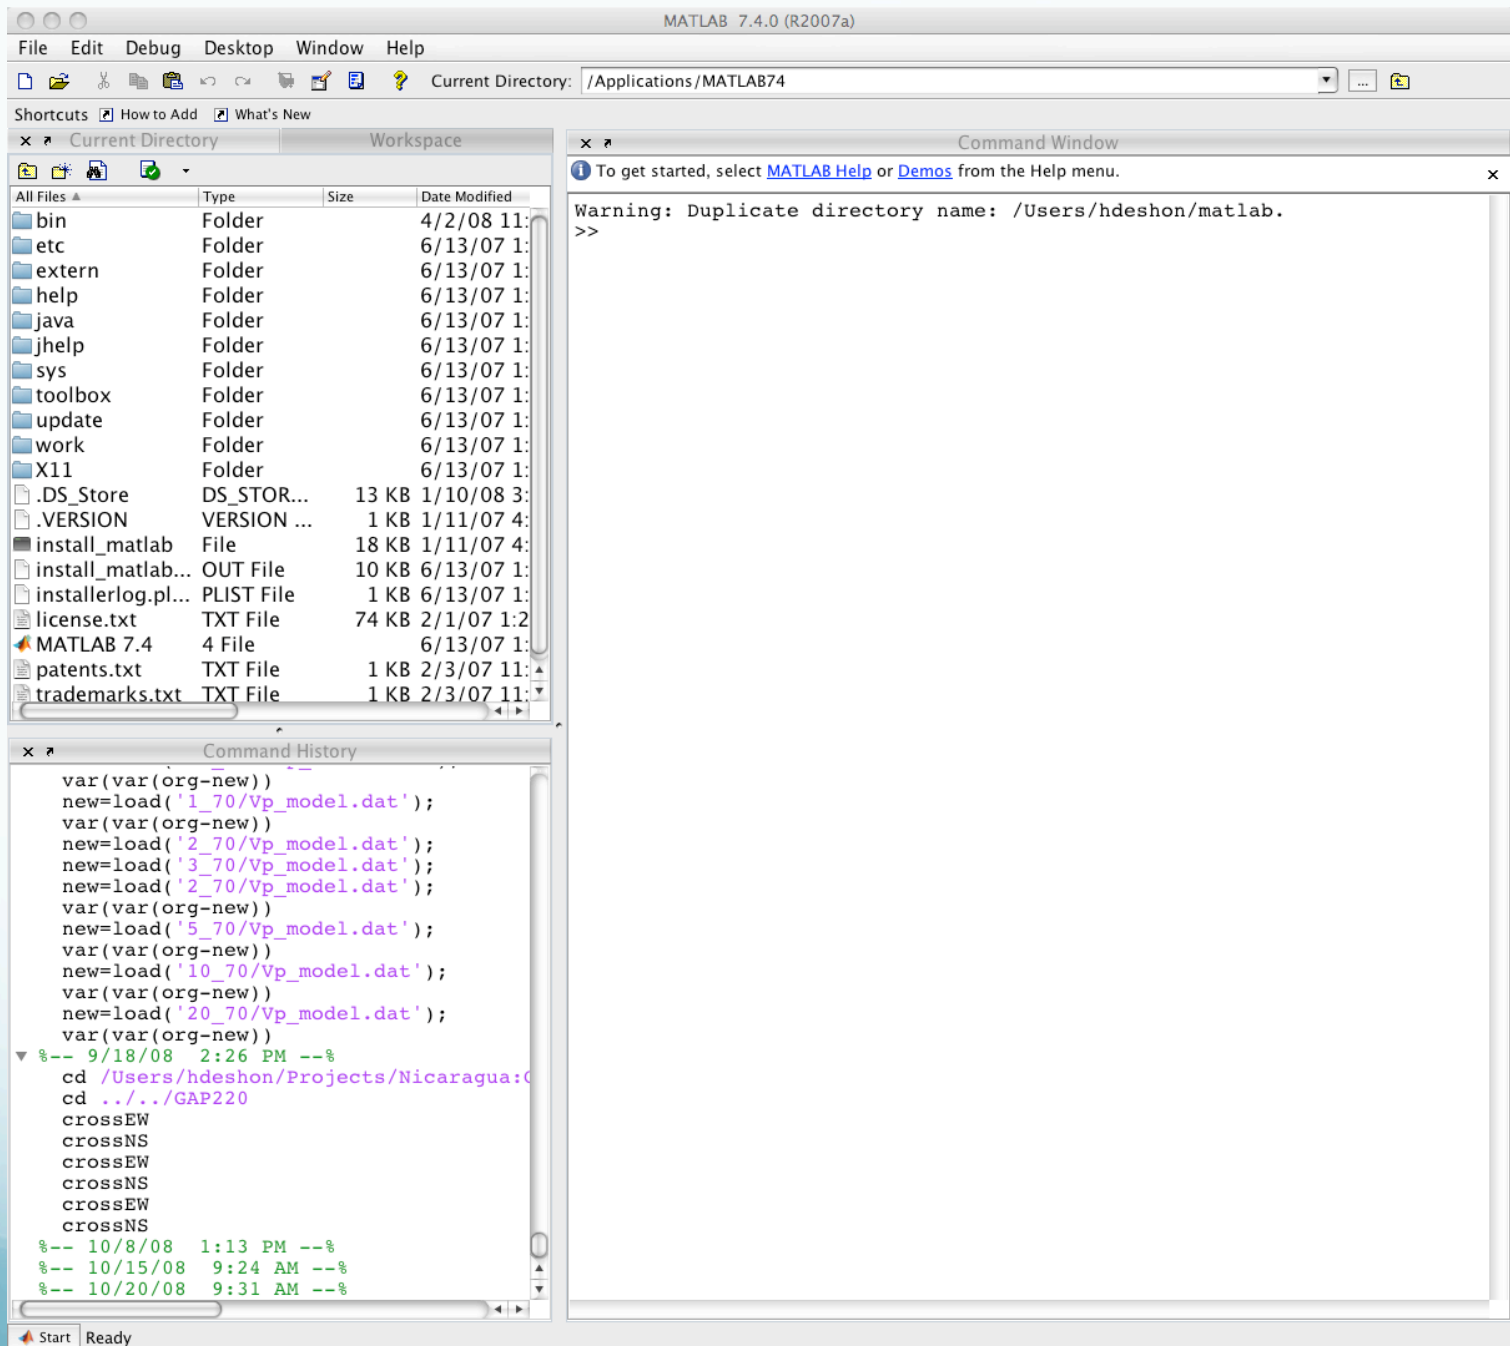 MATLAB 7.4.0 (R2007a)
File Edit Debug Desktop Window Help
Current Directory: /Applications/MATLAB74 ...
Shortcuts How to Add What's New
Current Directory Workspace
All Files Type Size Date Modified
bin Folder 4/2/08 11:
etc Folder 6/13/07 1:
extern Folder 6/13/07 1:
help Folder 6/13/07 1:
java Folder 6/13/07 1:
jhelp Folder 6/13/07 1:
sys Folder 6/13/07 1:
toolbox Folder 6/13/07 1:
update Folder 6/13/07 1:
work Folder 6/13/07 1:
X11 Folder 6/13/07 1:
.DS_Store DS_STOR... 13 KB 1/10/08 3:
.VERSION VERSION ... 1 KB 1/11/07 4:
install_matlab File 18 KB 1/11/07 4:
install_matlab... OUT File 10 KB 6/13/07 1:
installerlog.pl... PLIST File 1 KB 6/13/07 1:
license.txt TXT File 74 KB 2/1/07 1:2
MATLAB 7.4 4 File 6/13/07 1:
patents.txt TXT File 1 KB 2/3/07 11:
trademarks.txt TXT File 1 KB 2/3/07 11:
Command History
var(var(org-new))
new=load('1_70/Vp_model.dat');
var(var(org-new))
new=load('2_70/Vp_model.dat');
new=load('3_70/Vp_model.dat');
new=load('2_70/Vp_model.dat');
var(var(org-new))
new=load('5_70/Vp_model.dat');
var(var(org-new))
new=load('10_70/Vp_model.dat');
var(var(org-new))
new=load('20_70/Vp_model.dat');
var(var(org-new))
%-- 9/18/08 2:26 PM --%
cd /Users/hdeshon/Projects/Nicaragua:
cd ../../GAP220
crossEW
crossNS
crossEW
crossNS
crossEW
crossNS
%-- 10/8/08 1:13 PM --%
%-- 10/15/08 9:24 AM --%
%-- 10/20/08 9:31 AM --%
Command Window
To get started, select MATLAB Help or Demos from the Help menu.
Warning: Duplicate directory name: /Users/hdeshon/matlab.
>>
Start Ready